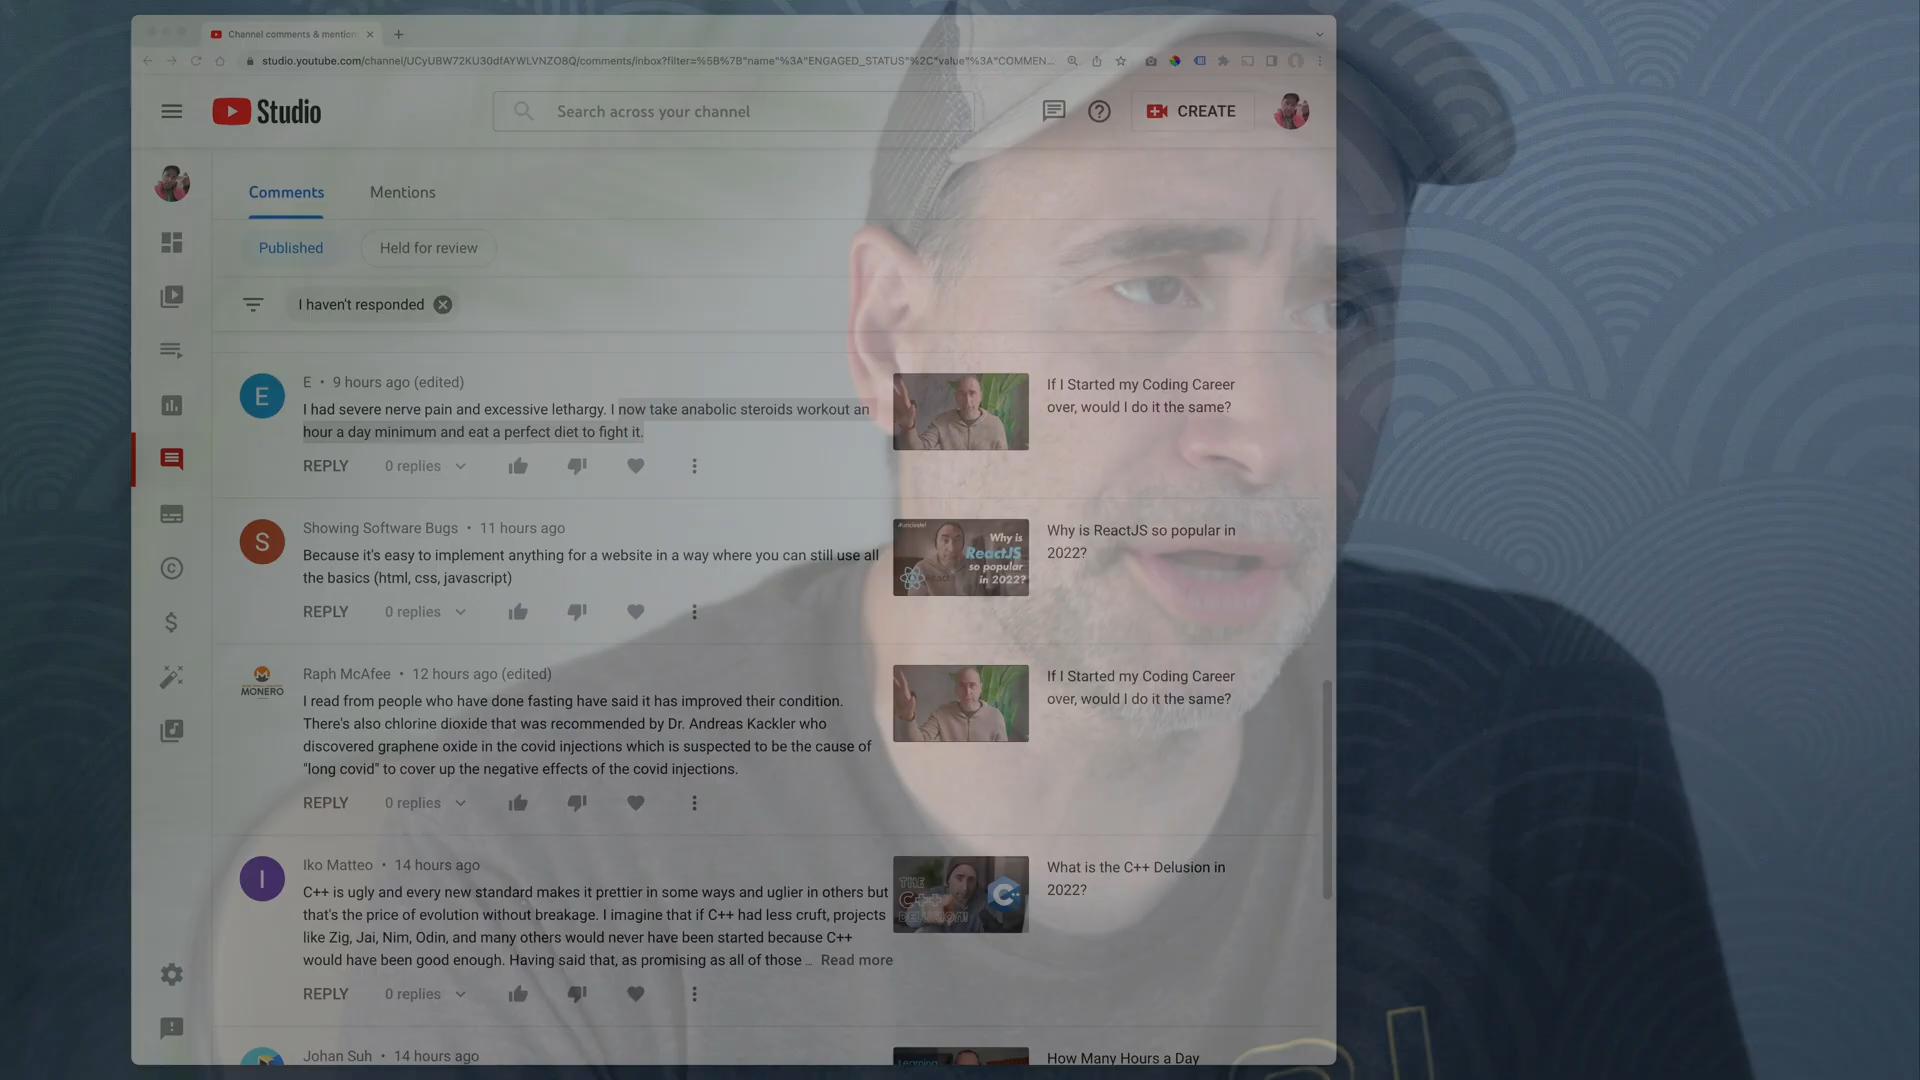 Channel comments & mention
studio.youtube.com/channel/UCyUBW72KU30dfAYWLVNZO8Q/comments/inbox?filter=%5B%7B"name"%3A"ENGAGED_STATUS"%2C"value"%3A"COMMEN...
Studio
Search across your channel
CREATE
Comments
Mentions
Published
Held for review
I haven't responded
E
E • 9 hours ago (edited)
I had severe nerve pain and excessive lethargy. I now take anabolic steroids workout an
hour a day minimum and eat a perfect diet to fight it.
REPLY
0 replies
If I Started my Coding Career
over, would I do it the same?
S
Showing Software Bugs • 11 hours ago
Because it's easy to implement anything for a website in a way where you can still use all
the basics (html, css, javascript)
REPLY
0 replies
Why is
ReactJS
so popular
in 2022?
Why is ReactJS so popular in
2022?
MONERO
Raph McAfee • 12 hours ago (edited)
I read from people who have done fasting have said it has improved their condition.
There's also chlorine dioxide that was recommended by Dr. Andreas Kackler who
discovered graphene oxide in the covid injections which is suspected to be the cause of
"long covid" to cover up the negative effects of the covid injections.
REPLY
0 replies
If I Started my Coding Career
over, would I do it the same?
I
Iko Matteo • 14 hours ago
C++ is ugly and every new standard makes it prettier in some ways and uglier in others but
that's the price of evolution without breakage. I imagine that if C++ had less cruft, projects
like Zig, Jai, Nim, Odin, and many others would never have been started because C++
would have been good enough. Having said that, as promising as all of those ... Read more
REPLY
0 replies
THE
C++
DELUSION!
What is the C++ Delusion in
2022?
Johan Suh • 14 hours ago
Learning
How Many Hours a Day